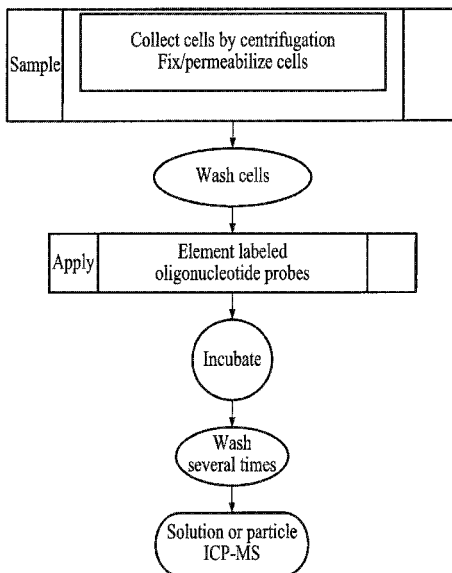 Collect cells by centrifugation
Fix/permeabilize cells
Sample
Wash cells
Apply
Element labeled
oligonucleotide probes
Incubate
Wash
several times
Solution or particle
ICP-MS